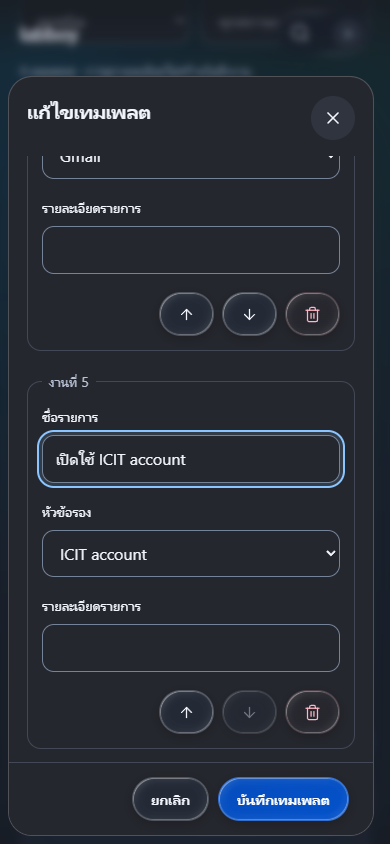 แก้ไขเทมเพลต
Gmail
รายละเอียดรายการ
งานที่ 5
ชื่อรายการ
เปิดใช้ ICIT account
หัวข้อรอง
ICIT account
รายละเอียดรายการ
ยกเลิก
บันทึกเทมเพลต